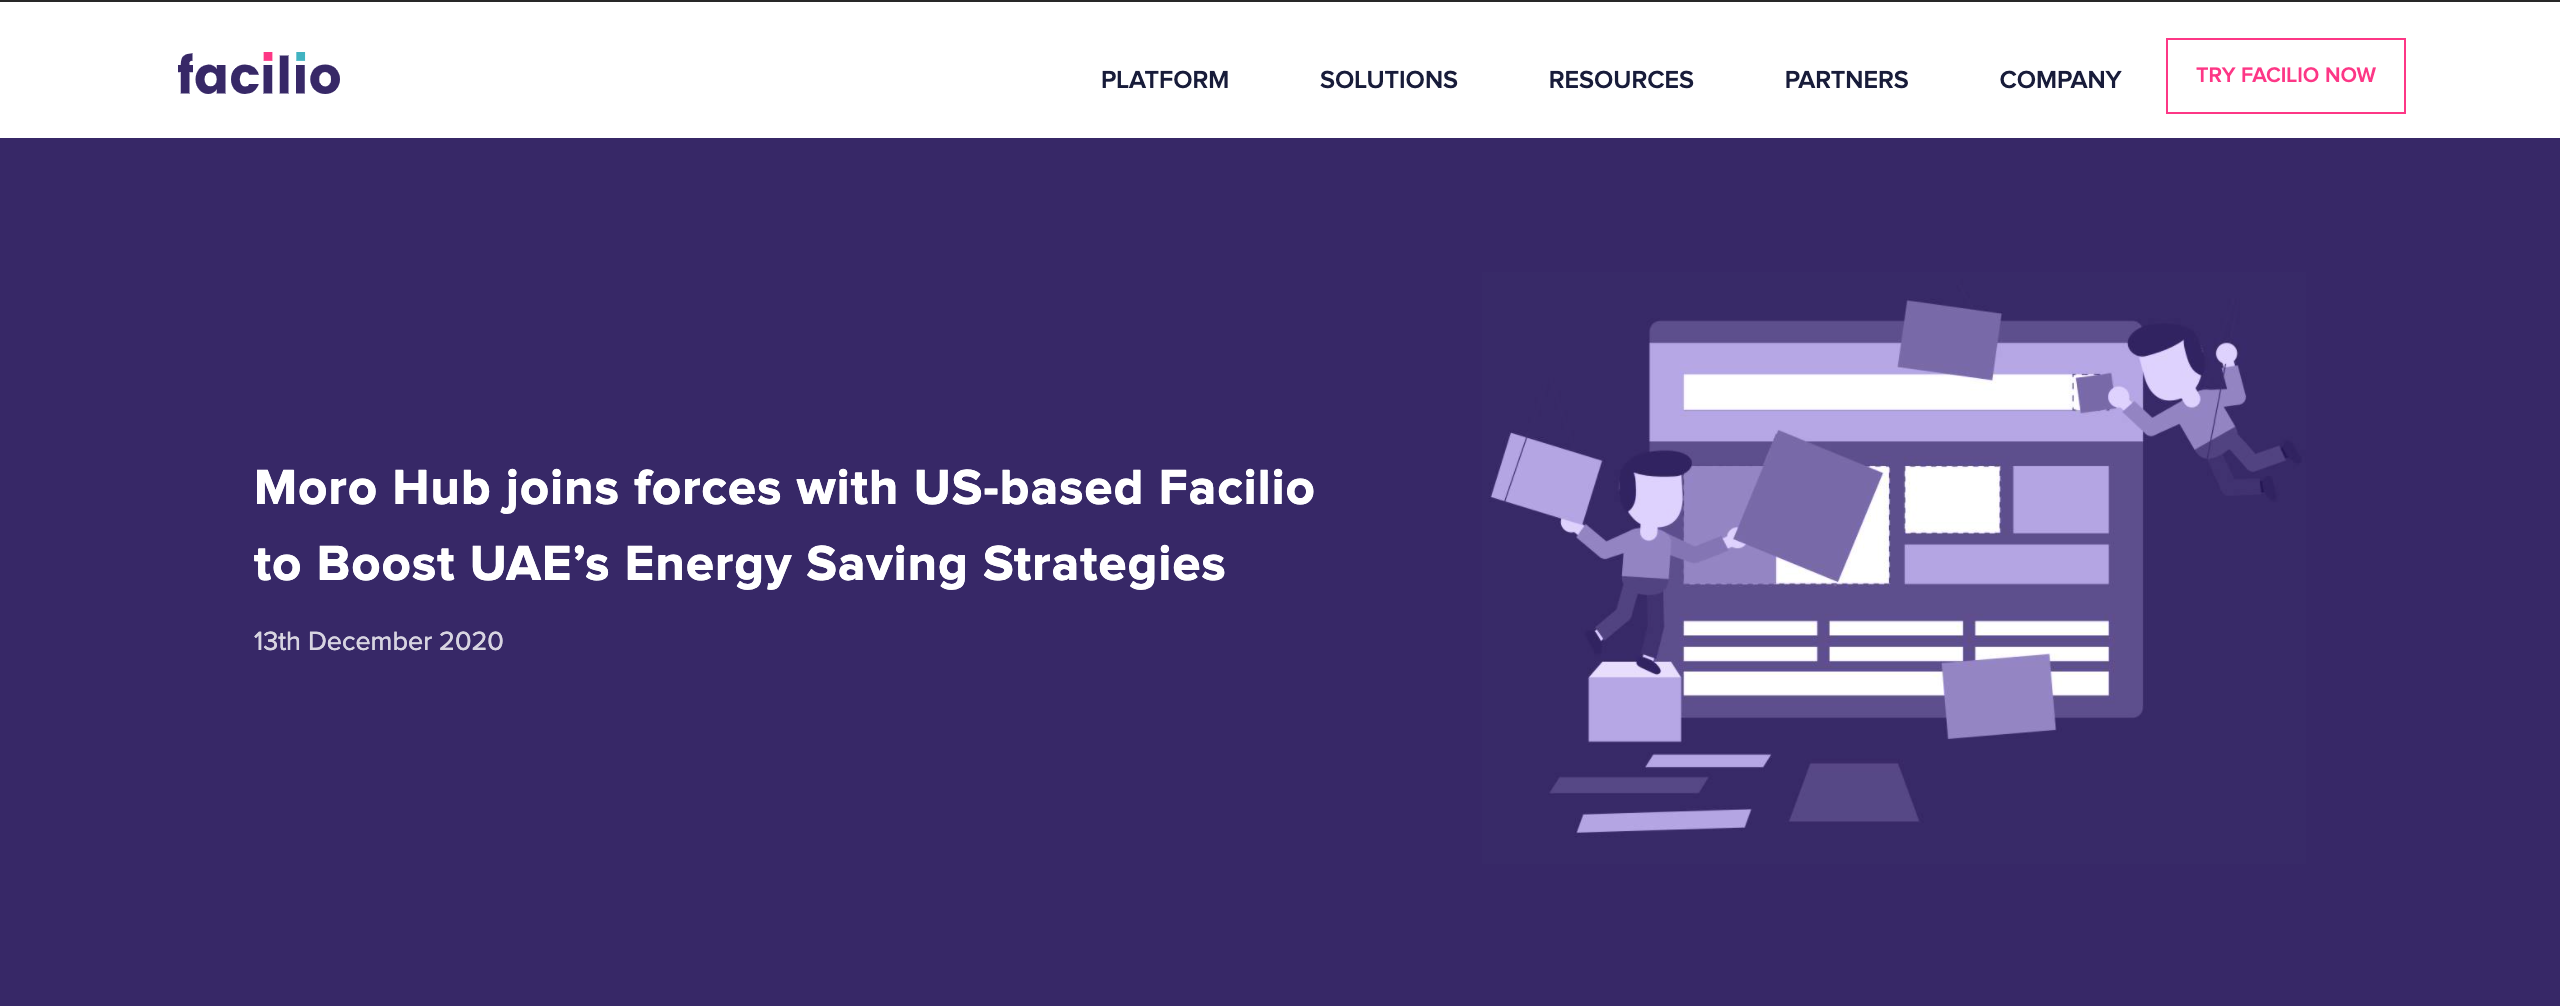 facilio
PLATFORM
SOLUTIONS
RESOURCES
PARTNERS
COMPANY
TRY FACILIO NOW
Moro Hub joins forces with US-based Facilio
to Boost UAE’s Energy Saving Strategies
13th December 2020